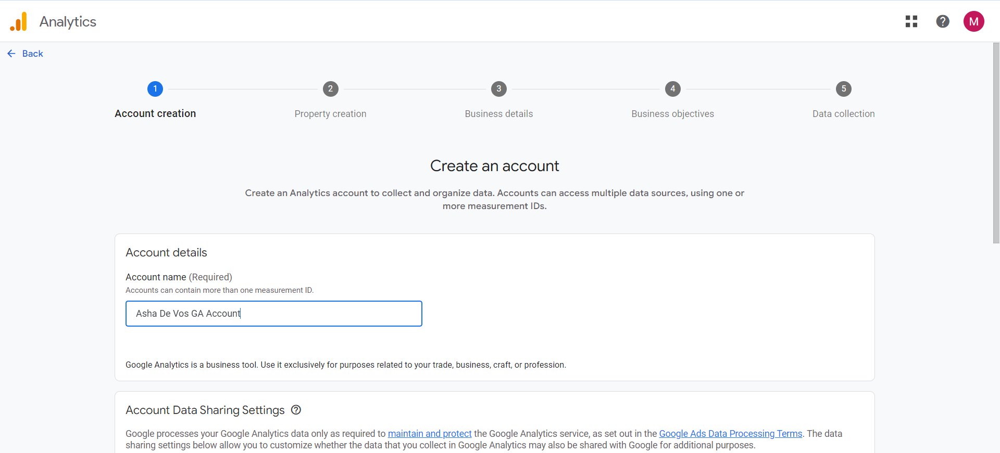 Analytics
?
M
Back
1
2
3
4
5
Account creation
Property creation
Business details
Business objectives
Data collection
Create an account
Create an Analytics account to collect and organize data. Accounts can access multiple data sources, using one or
more measurement IDs.
Account details
Account name (Required)
Accounts can contain more than one measurement ID.
Asha De Vos GA Account
Google Analytics is a business tool. Use it exclusively for purposes related to your trade, business, craft, or profession.
Account Data Sharing Settings ?
Google processes your Google Analytics data only as required to maintain and protect the Google Analytics service, as set out in the Google Ads Data Processing Terms. The data
sharing settings below allow you to customize whether the data that you collect in Google Analytics may also be shared with Google for additional purposes.